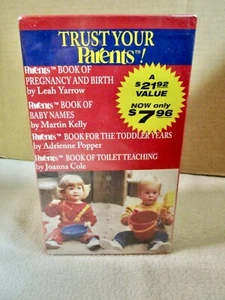 TRUST YOUR
Parents™!
Parents™ BOOK OF
PREGNANCY AND BIRTH
by Leah Yarrow
Parents™ BOOK OF
BABY NAMES
by Martin Kelly
Parents™ BOOK FOR THE TODDLER YEARS
by Adrienne Popper
Parents™ BOOK OF TOILET TEACHING
by Joanna Cole
A
$21.92
VALUE
NOW only
$7.96